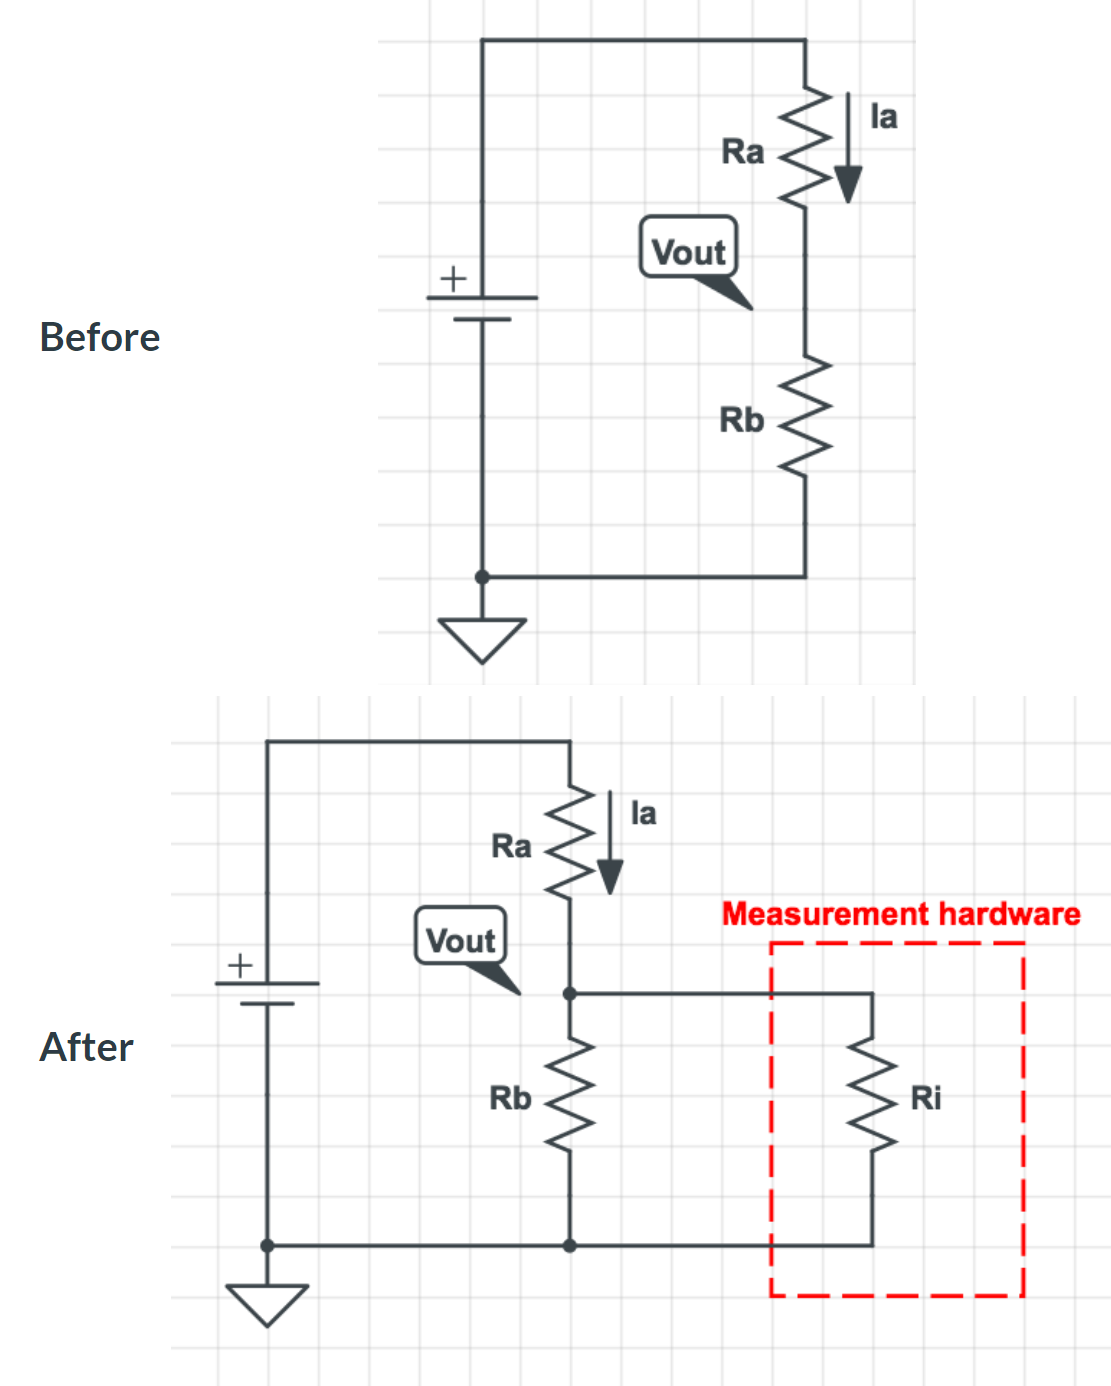 Before
+
Ra
Ia
Vout
Rb
After
+
Ra
Ia
Vout
Measurement hardware
Rb
Ri